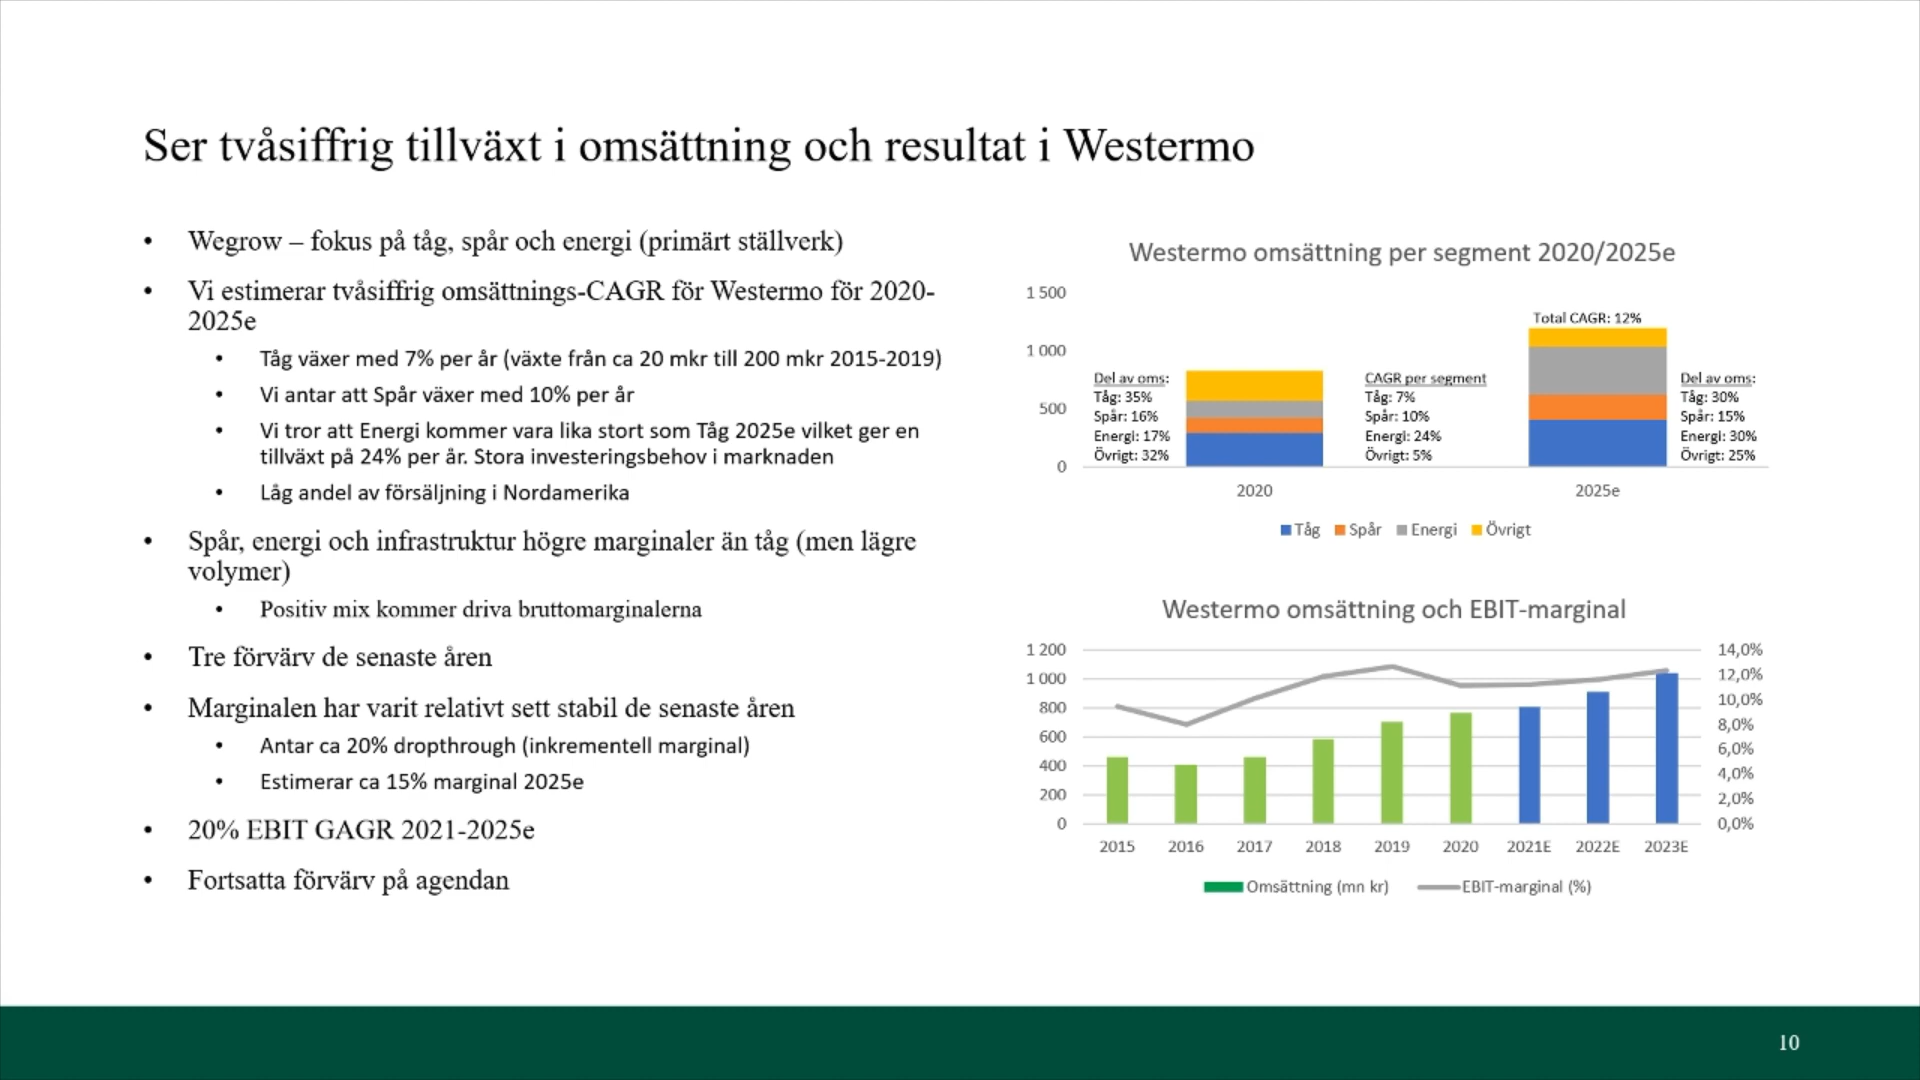 Ser tvåsiffrig tillväxt i omsättning och resultat i Westermo
• Wegrow – fokus på tåg, spår och energi (primärt ställverk)
• Vi estimerar tvåsiffrig omsättnings-CAGR för Westermo för 2020-
2025e
• Tåg växer med 7% per år (växte från ca 20 mkr till 200 mkr 2015-2019)
• Vi antar att Spår växer med 10% per år
• Vi tror att Energi kommer vara lika stort som Tåg 2025e vilket ger en
tillväxt på 24% per år. Stora investeringsbehov i marknaden
• Låg andel av försäljning i Nordamerika
• Spår, energi och infrastruktur högre marginaler än tåg (men lägre
volymer)
• Positiv mix kommer driva bruttomarginalerna
• Tre förvärv de senaste åren
• Marginalen har varit relativt sett stabil de senaste åren
• Antar ca 20% dropthrough (inkrementell marginal)
• Estimerar ca 15% marginal 2025e
• 20% EBIT GAGR 2021-2025e
• Fortsatta förvärv på agendan
Westermo omsättning per segment 2020/2025e
1 500
1 000
500
0
Del av oms:
Tåg: 35%
Spår: 16%
Energi: 17%
Övrigt: 32%
CAGR per segment
Tåg: 7%
Spår: 10%
Energi: 24%
Övrigt: 5%
Total CAGR: 12%
Del av oms:
Tåg: 30%
Spår: 15%
Energi: 30%
Övrigt: 25%
2020 2025e
Tåg Spår Energi Övrigt
Westermo omsättning och EBIT-marginal
1 200
1 000
800
600
400
200
0
14,0%
12,0%
10,0%
8,0%
6,0%
4,0%
2,0%
0,0%
2015 2016 2017 2018 2019 2020 2021E 2022E 2023E
Omsättning (mn kr) EBIT-marginal (%)
10